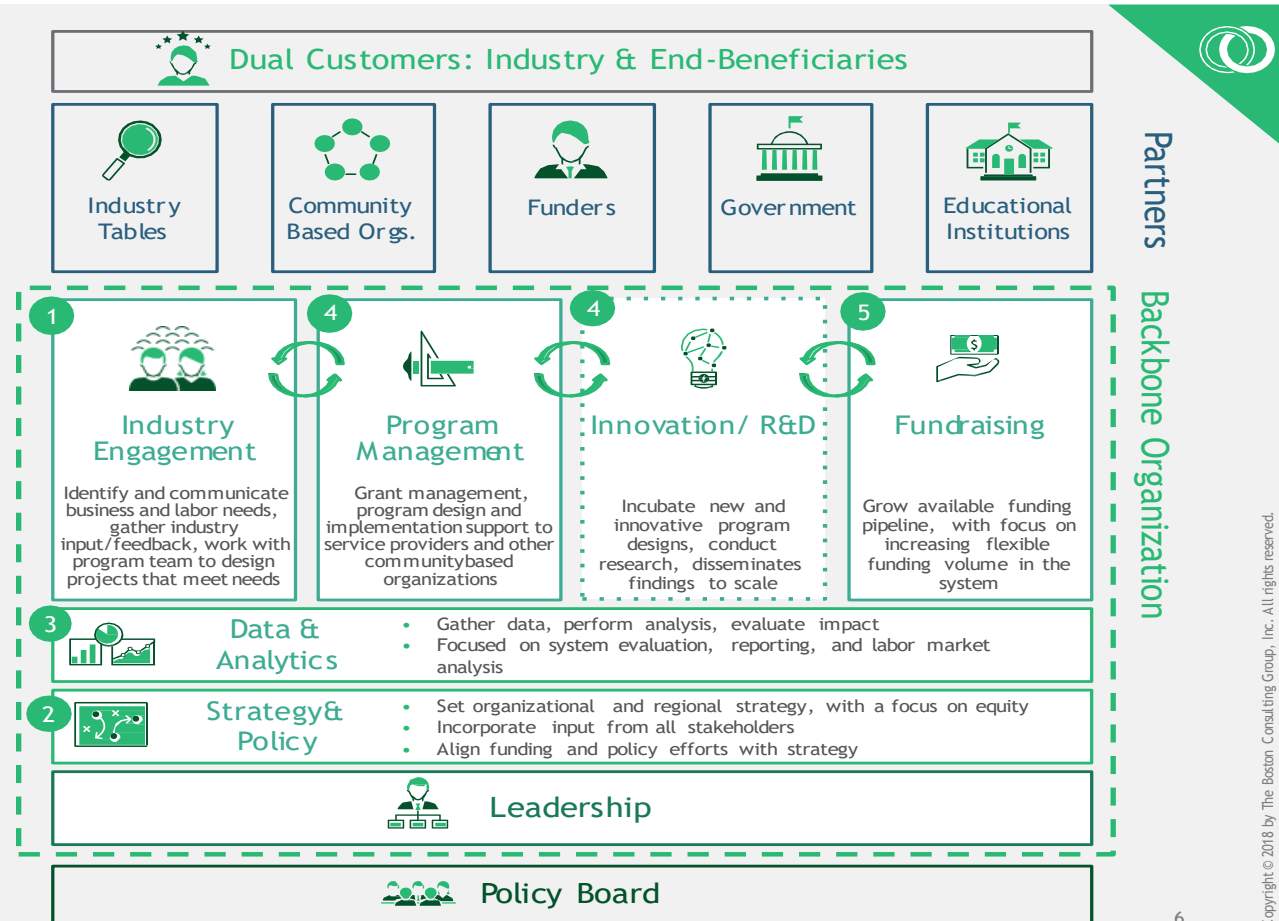 Dual Customers: Industry & End-Beneficiaries
Industry
Tables
Community
Based Orgs.
Funders
Government
Educational
Institutions
Partners
Backbone Organization
1
Industry
Engagement
Identify and communicate
business and labor needs,
gather industry
input/feedback, work with
program team to design
projects that meet needs
4
Program
Management
Grant management,
program design and
implementation support to
service providers and other
communitybased
organizations
4
Innovation/ R&D
Incubate new and
innovative program
designs, conduct
research, disseminates
findings to scale
5
$
Fundraising
Grow available funding
pipeline, with focus on
increasing flexible
funding volume in the
system
3
Data &
Analytics
• Gather data, perform analysis, evaluate impact
• Focused on system evaluation, reporting, and labor market
analysis
2
Strategy&
Policy
• Set organizational and regional strategy, with a focus on equity
• Incorporate input from all stakeholders
• Align funding and policy efforts with strategy
Leadership
Policy Board
6
Copyright © 2018 by The Boston Consulting Group, Inc. All rights reserved.